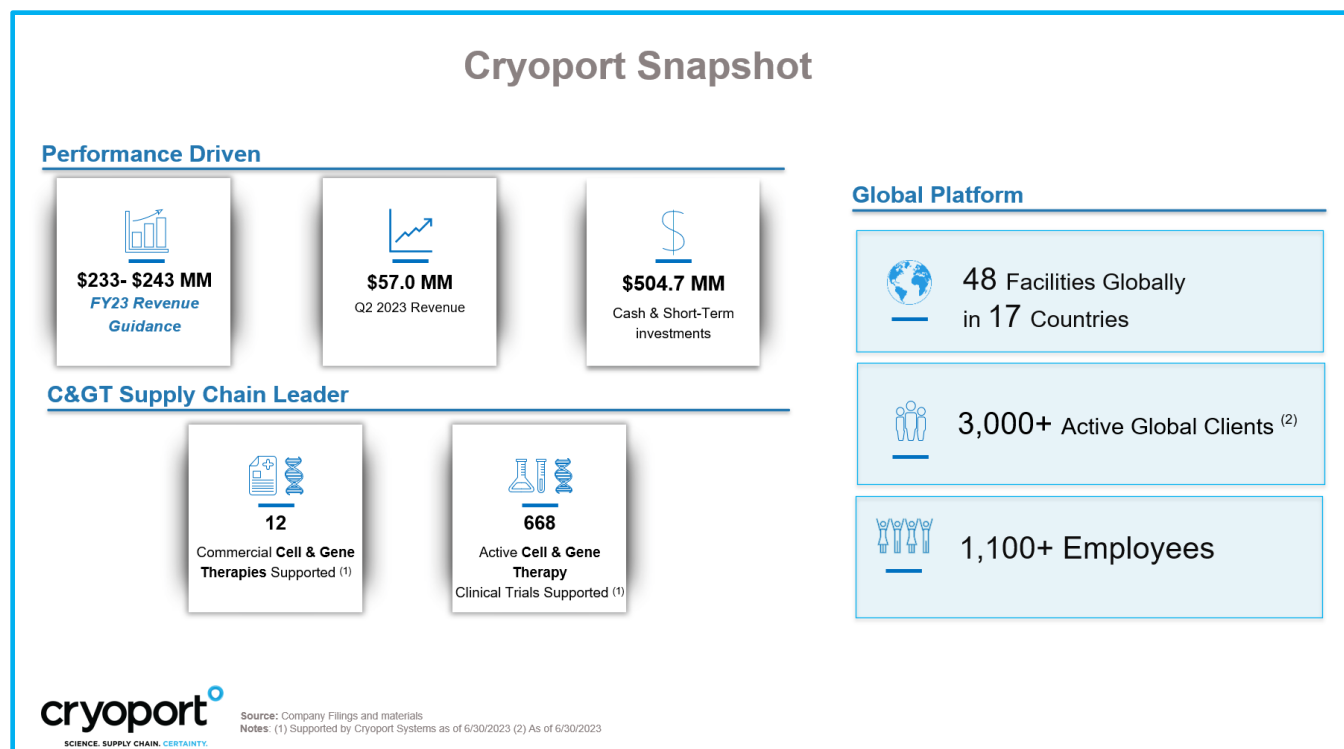 Cryoport Snapshot
Performance Driven
$233- $243 MM
FY23 Revenue
Guidance
$57.0 MM
Q2 2023 Revenue
$504.7 MM
Cash & Short-Term
investments
C&GT Supply Chain Leader
12
Commercial Cell & Gene
Therapies Supported (1)
668
Active Cell & Gene
Therapy
Clinical Trials Supported (1)
Global Platform
48 Facilities Globally
in 17 Countries
3,000+ Active Global Clients (2)
1,100+ Employees
cryoport
SCIENCE. SUPPLY CHAIN. CERTAINTY.
Source: Company Filings and materials
Notes: (1) Supported by Cryoport Systems as of 6/30/2023 (2) As of 6/30/2023